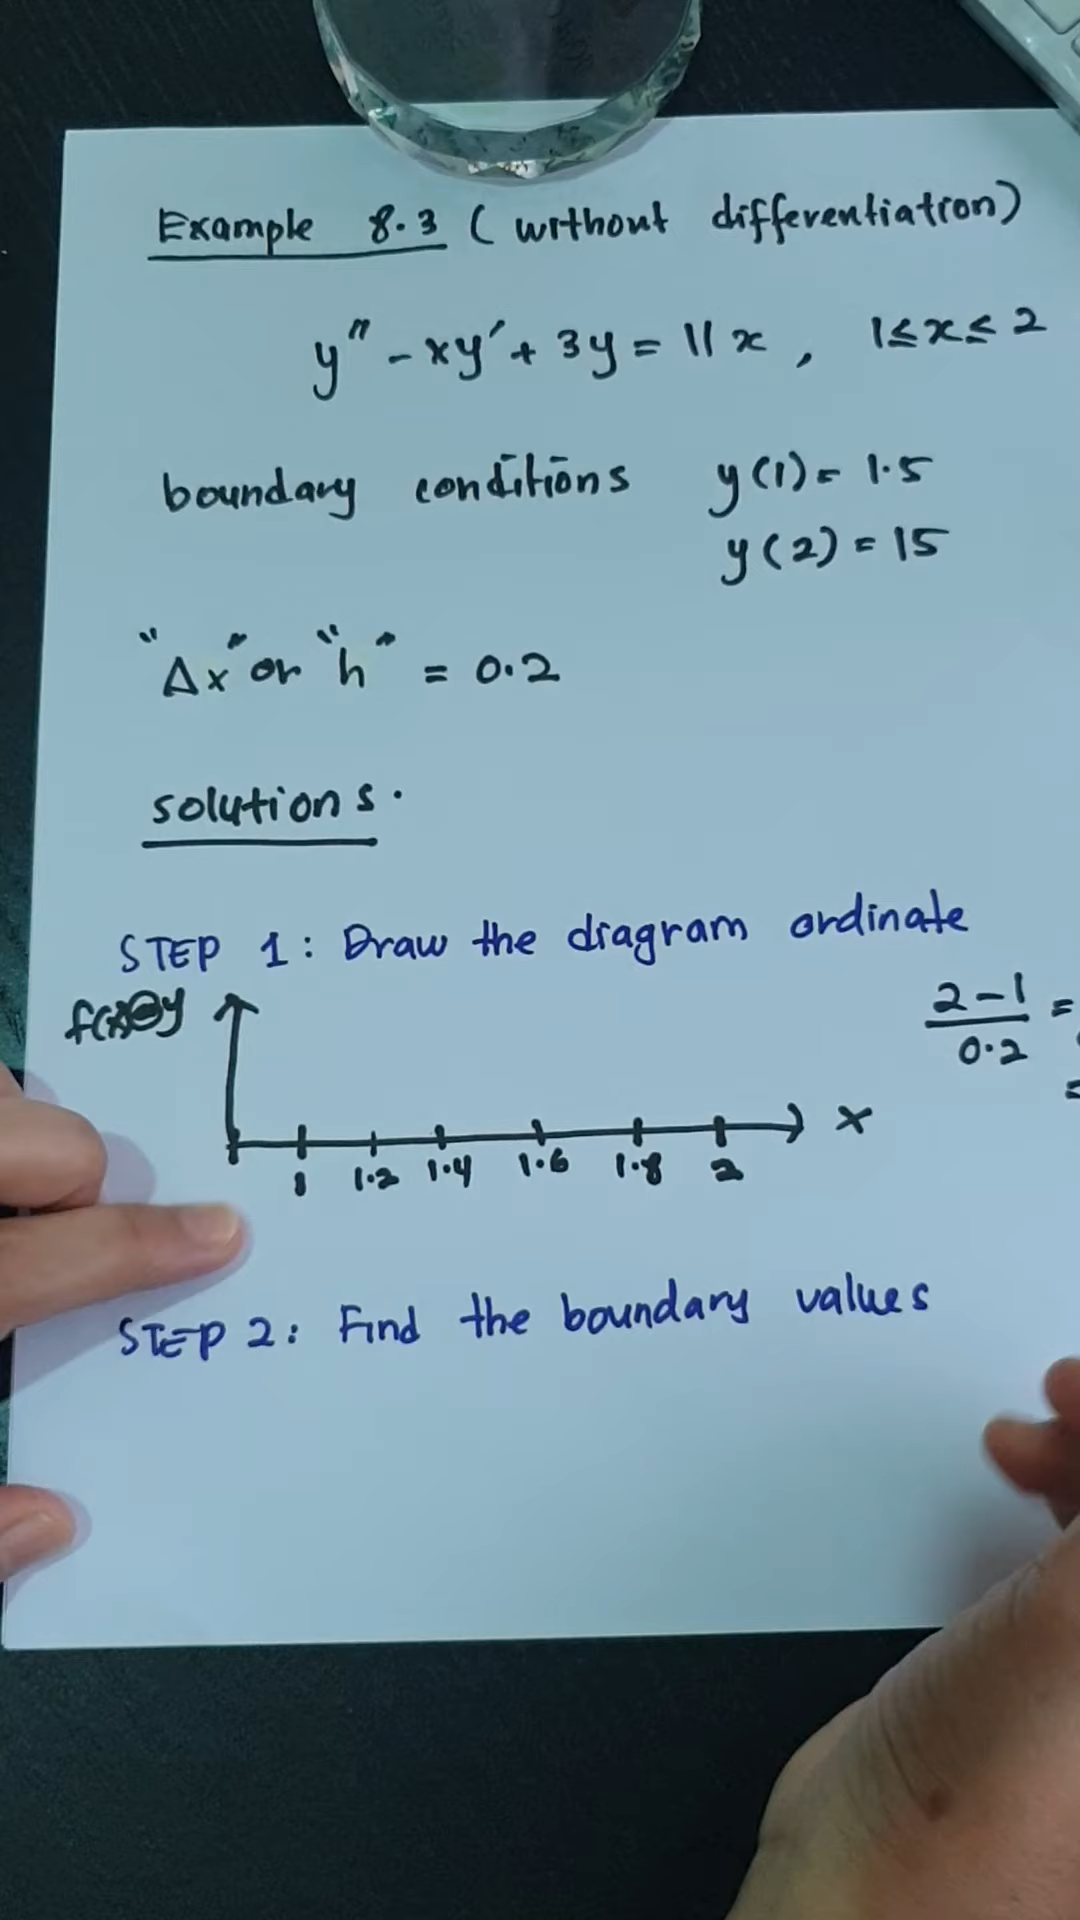 Example 8.3 (without differentiation)
y" - xy' + 3y = 11x , 1≤x≤2
boundary conditions y(1) = 1.5
y(2) = 15
"Δx" or "h" = 0.2
solutions.
STEP 1: Draw the diagram ordinate
f(x) y
2-1 =
0.2
=
x
1 1.2 1.4 1.6 1.8 2
STEP 2: Find the boundary values